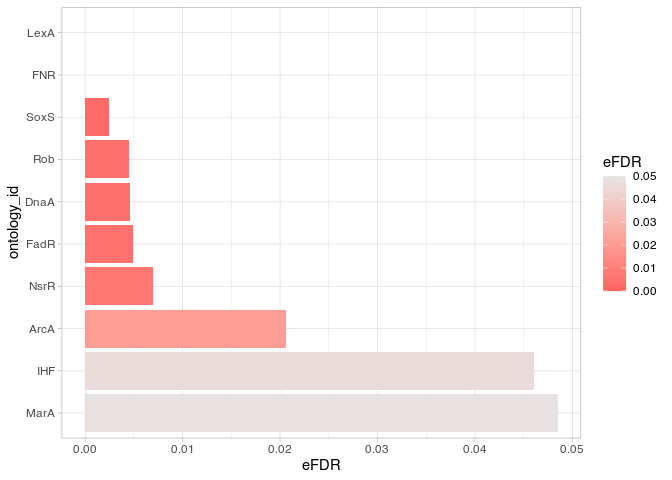 LexA
FNR
SoxS
Rob
DnaA
FadR
NsrR
ArcA
IHF
MarA
ontology_id
0.00 0.01 0.02 0.03 0.04 0.05
eFDR
eFDR
0.05
0.04
0.03
0.02
0.01
0.00